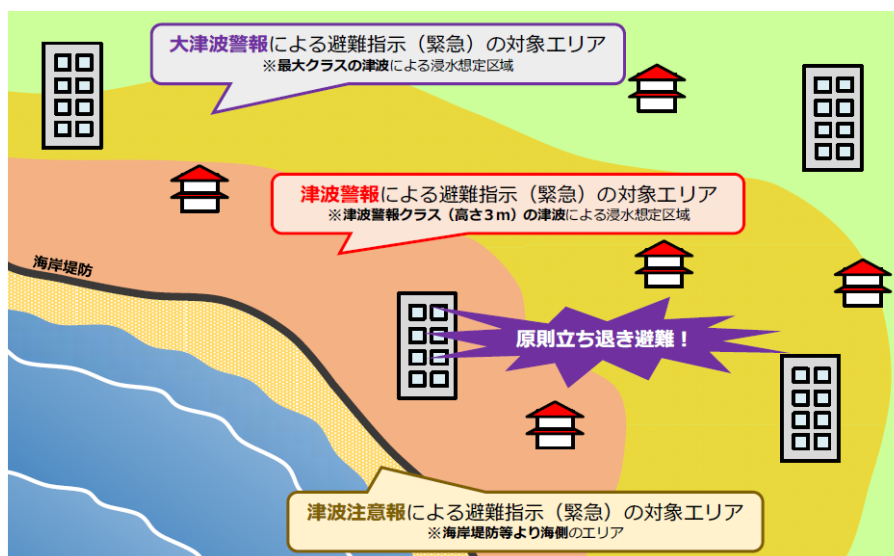 大津波警報による避難指示（緊急）の対象エリア
※最大クラスの津波による浸水想定区域
津波警報による避難指示（緊急）の対象エリア
※津波警報クラス（高さ３ｍ）の津波による浸水想定区域
海岸堤防
原則立ち退き避難！
津波注意報による避難指示（緊急）の対象エリア
※海岸堤防等より海側のエリア